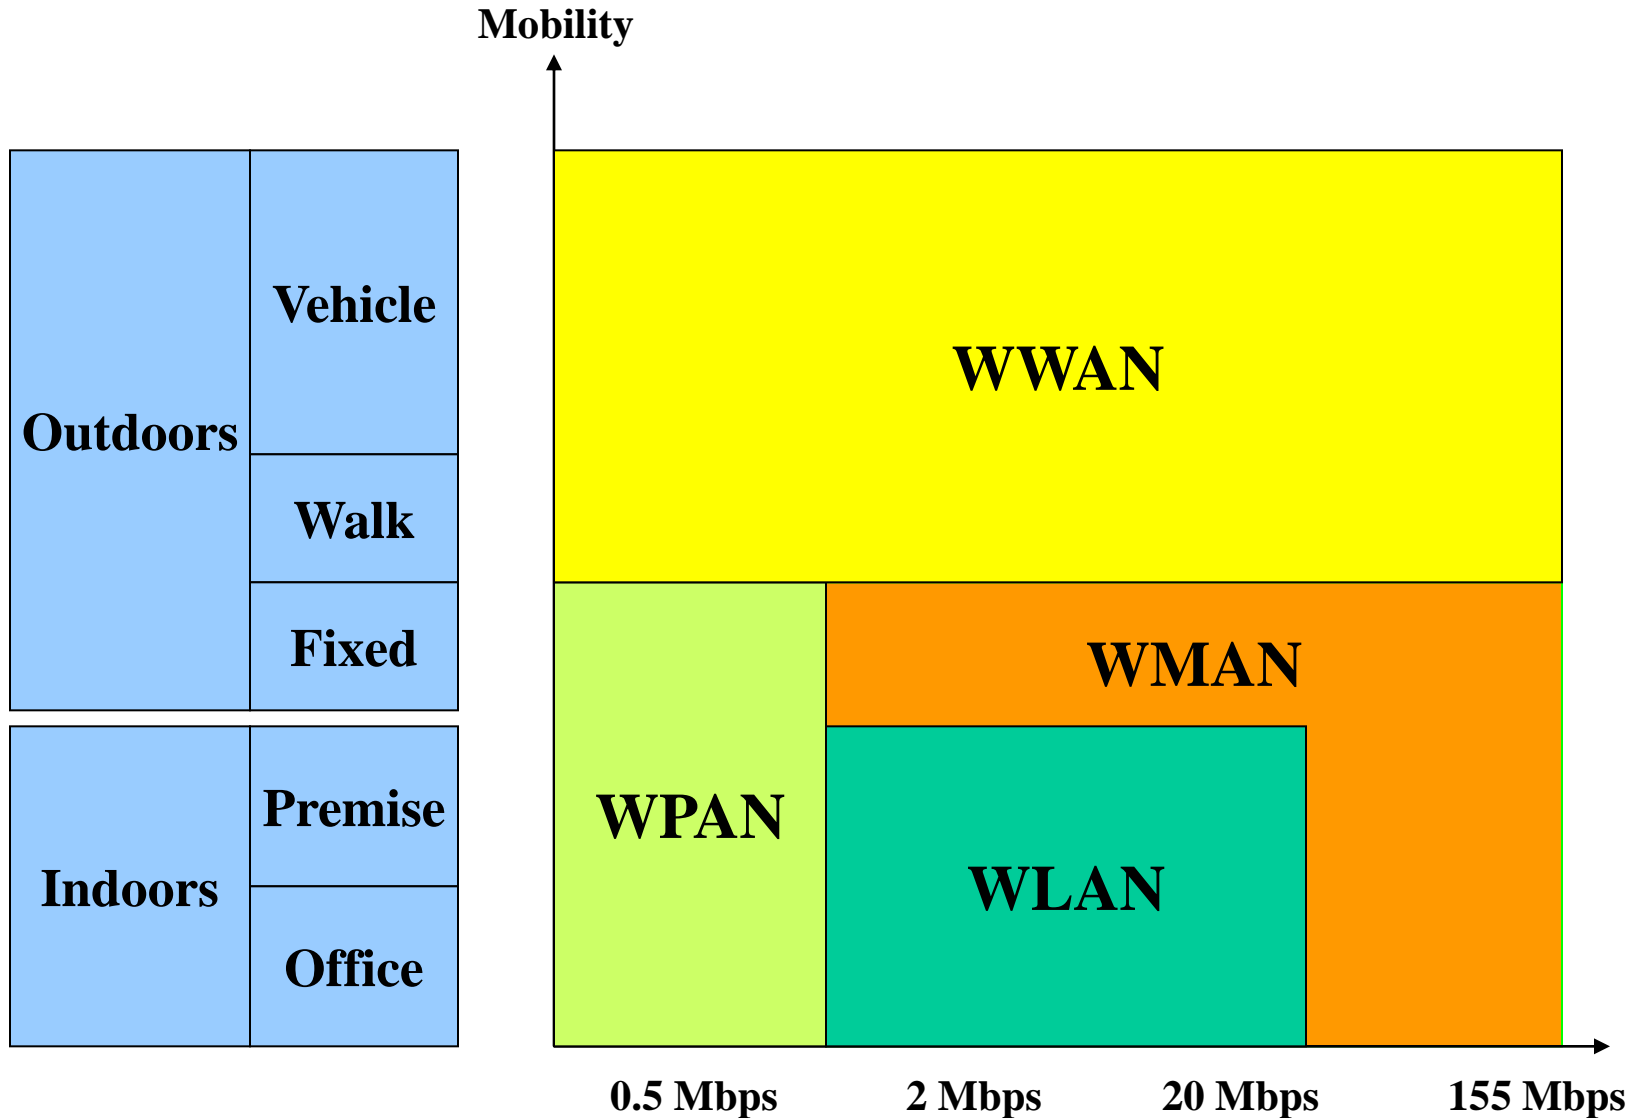 Mobility
Vehicle
WWAN
Outdoors
Walk
Fixed
WMAN
Premise
WPAN
Indoors
WLAN
Office
0.5 Mbps
2 Mbps
20 Mbps
155 Mbps